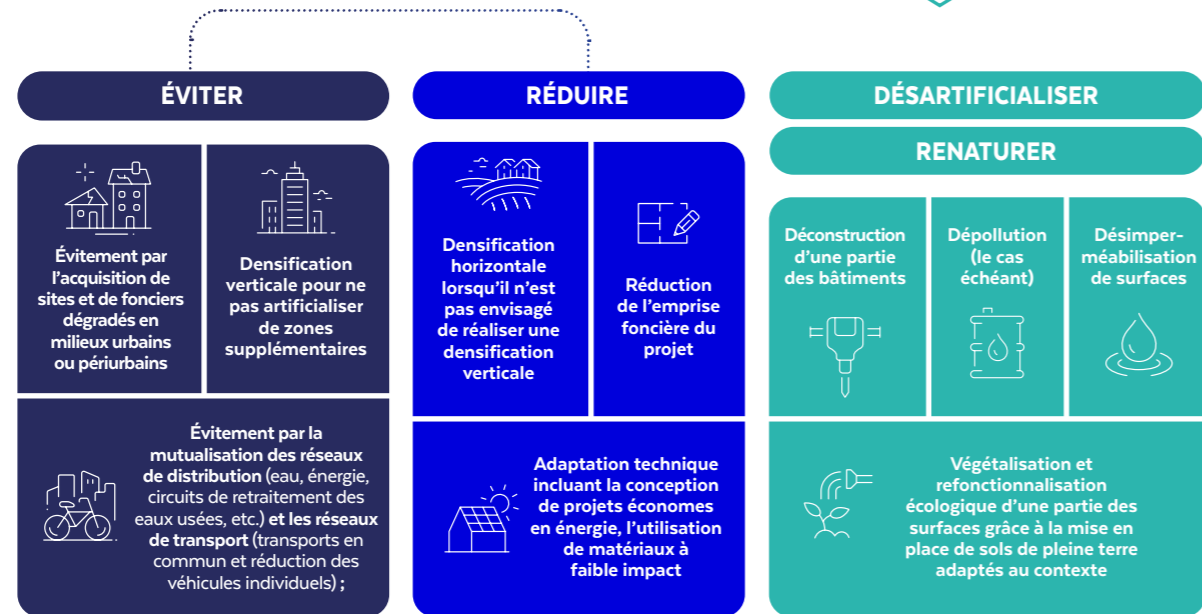 ÉVITER
Évitement par
l’acquisition de
sites et de fonciers
dégradés en
milieux urbains
ou périurbains
Densification
verticale pour ne
pas artificialiser
de zones
supplémentaires
Évitement par la
mutualisation des réseaux
de distribution (eau, énergie,
circuits de retraitement des
eaux usées, etc.) et les réseaux
de transport (transports en
commun et réduction des
véhicules individuels) ;
RÉDUIRE
Densification
horizontale
lorsqu’il n’est
pas envisagé
de réaliser une
densification
verticale
Réduction
de l’emprise
foncière du
projet
Adaptation technique
incluant la conception
de projets économes
en énergie, l’utilisation
de matériaux à
faible impact
DÉSARTIFICIALISER
RENATURER
Déconstruction
d’une partie
des bâtiments
Dépollution
(le cas
échéant)
Désimper-
méabilisation
de surfaces
Végétalisation et
refonctionnalisation
écologique d’une partie des
surfaces grâce à la mise en
place de sols de pleine terre
adaptés au contexte